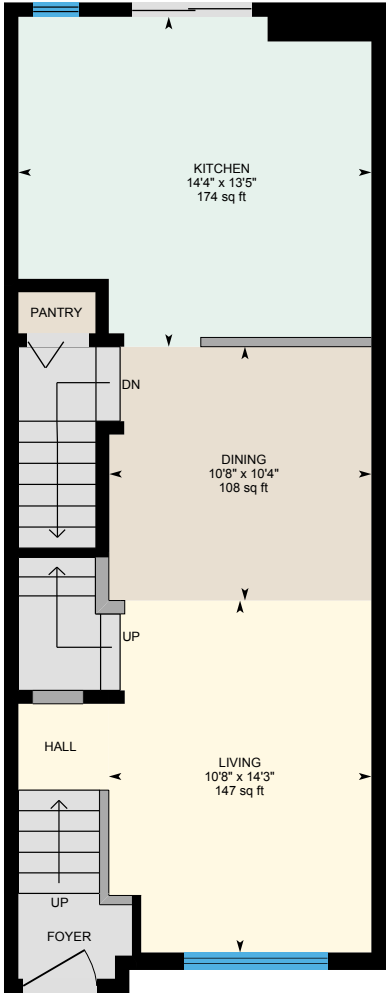 KITCHEN
14'4" x 13'5"
174 sq ft
PANTRY
DN
DINING
10'8" x 10'4"
108 sq ft
UP
HALL
LIVING
10'8" x 14'3"
147 sq ft
UP
FOYER